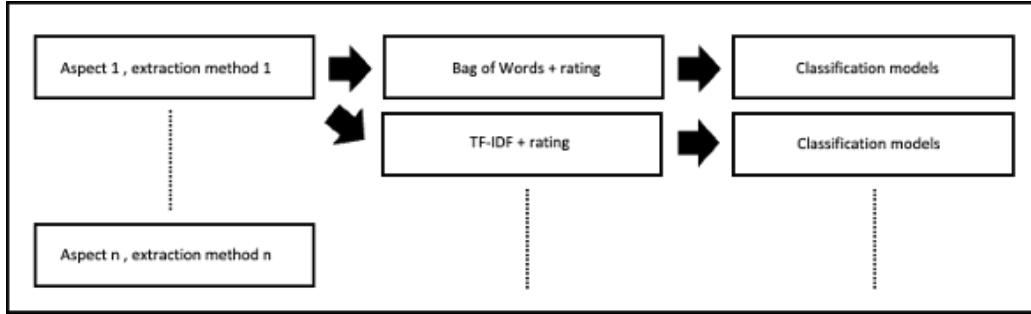 Aspect 1 , extraction method 1
Bag of Words + rating
Classification models
TF-IDF + rating
Classification models
Aspect n , extraction method n